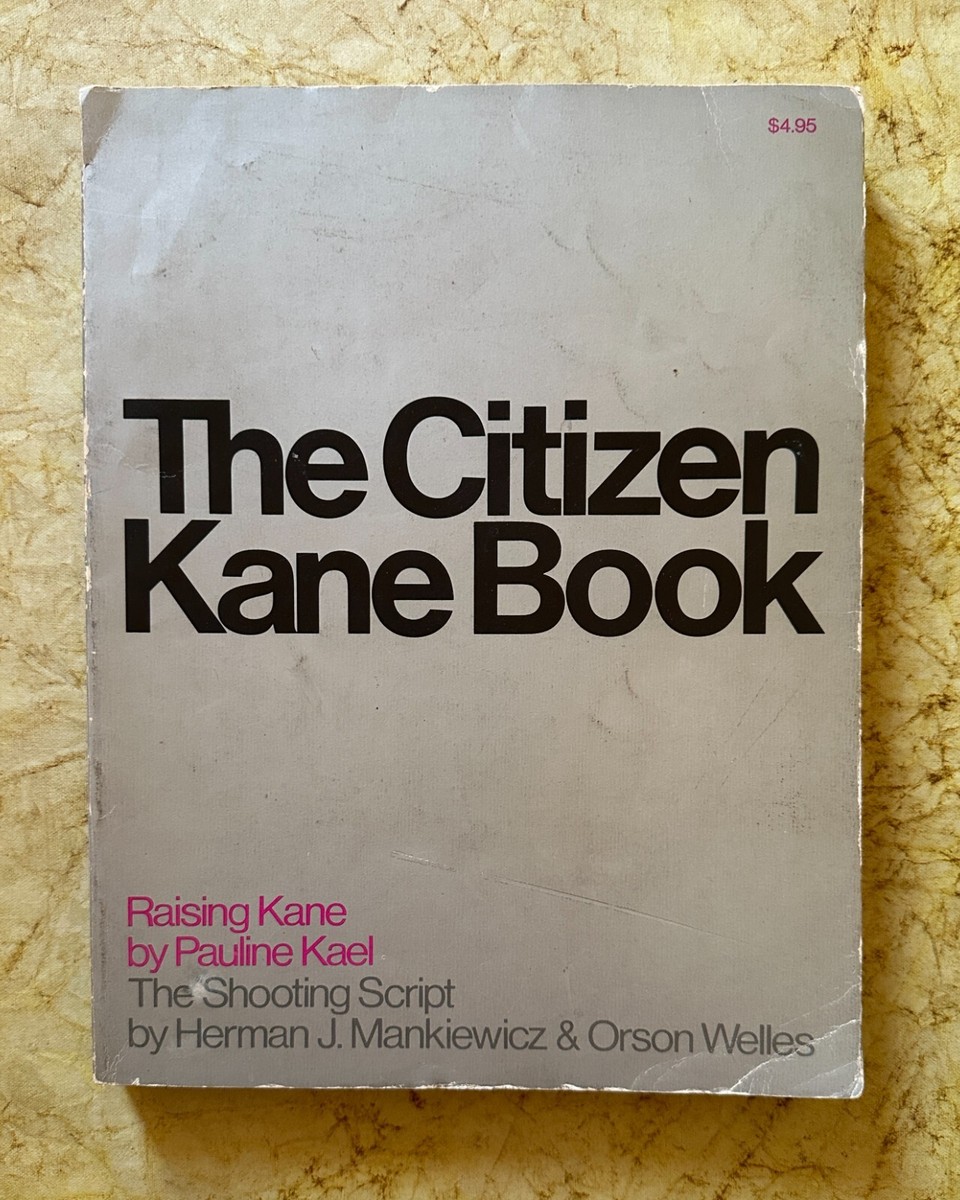 $4.95
The Citizen
Kane Book
Raising Kane
by Pauline Kael
The Shooting Script
by Herman J. Mankiewicz & Orson Welles